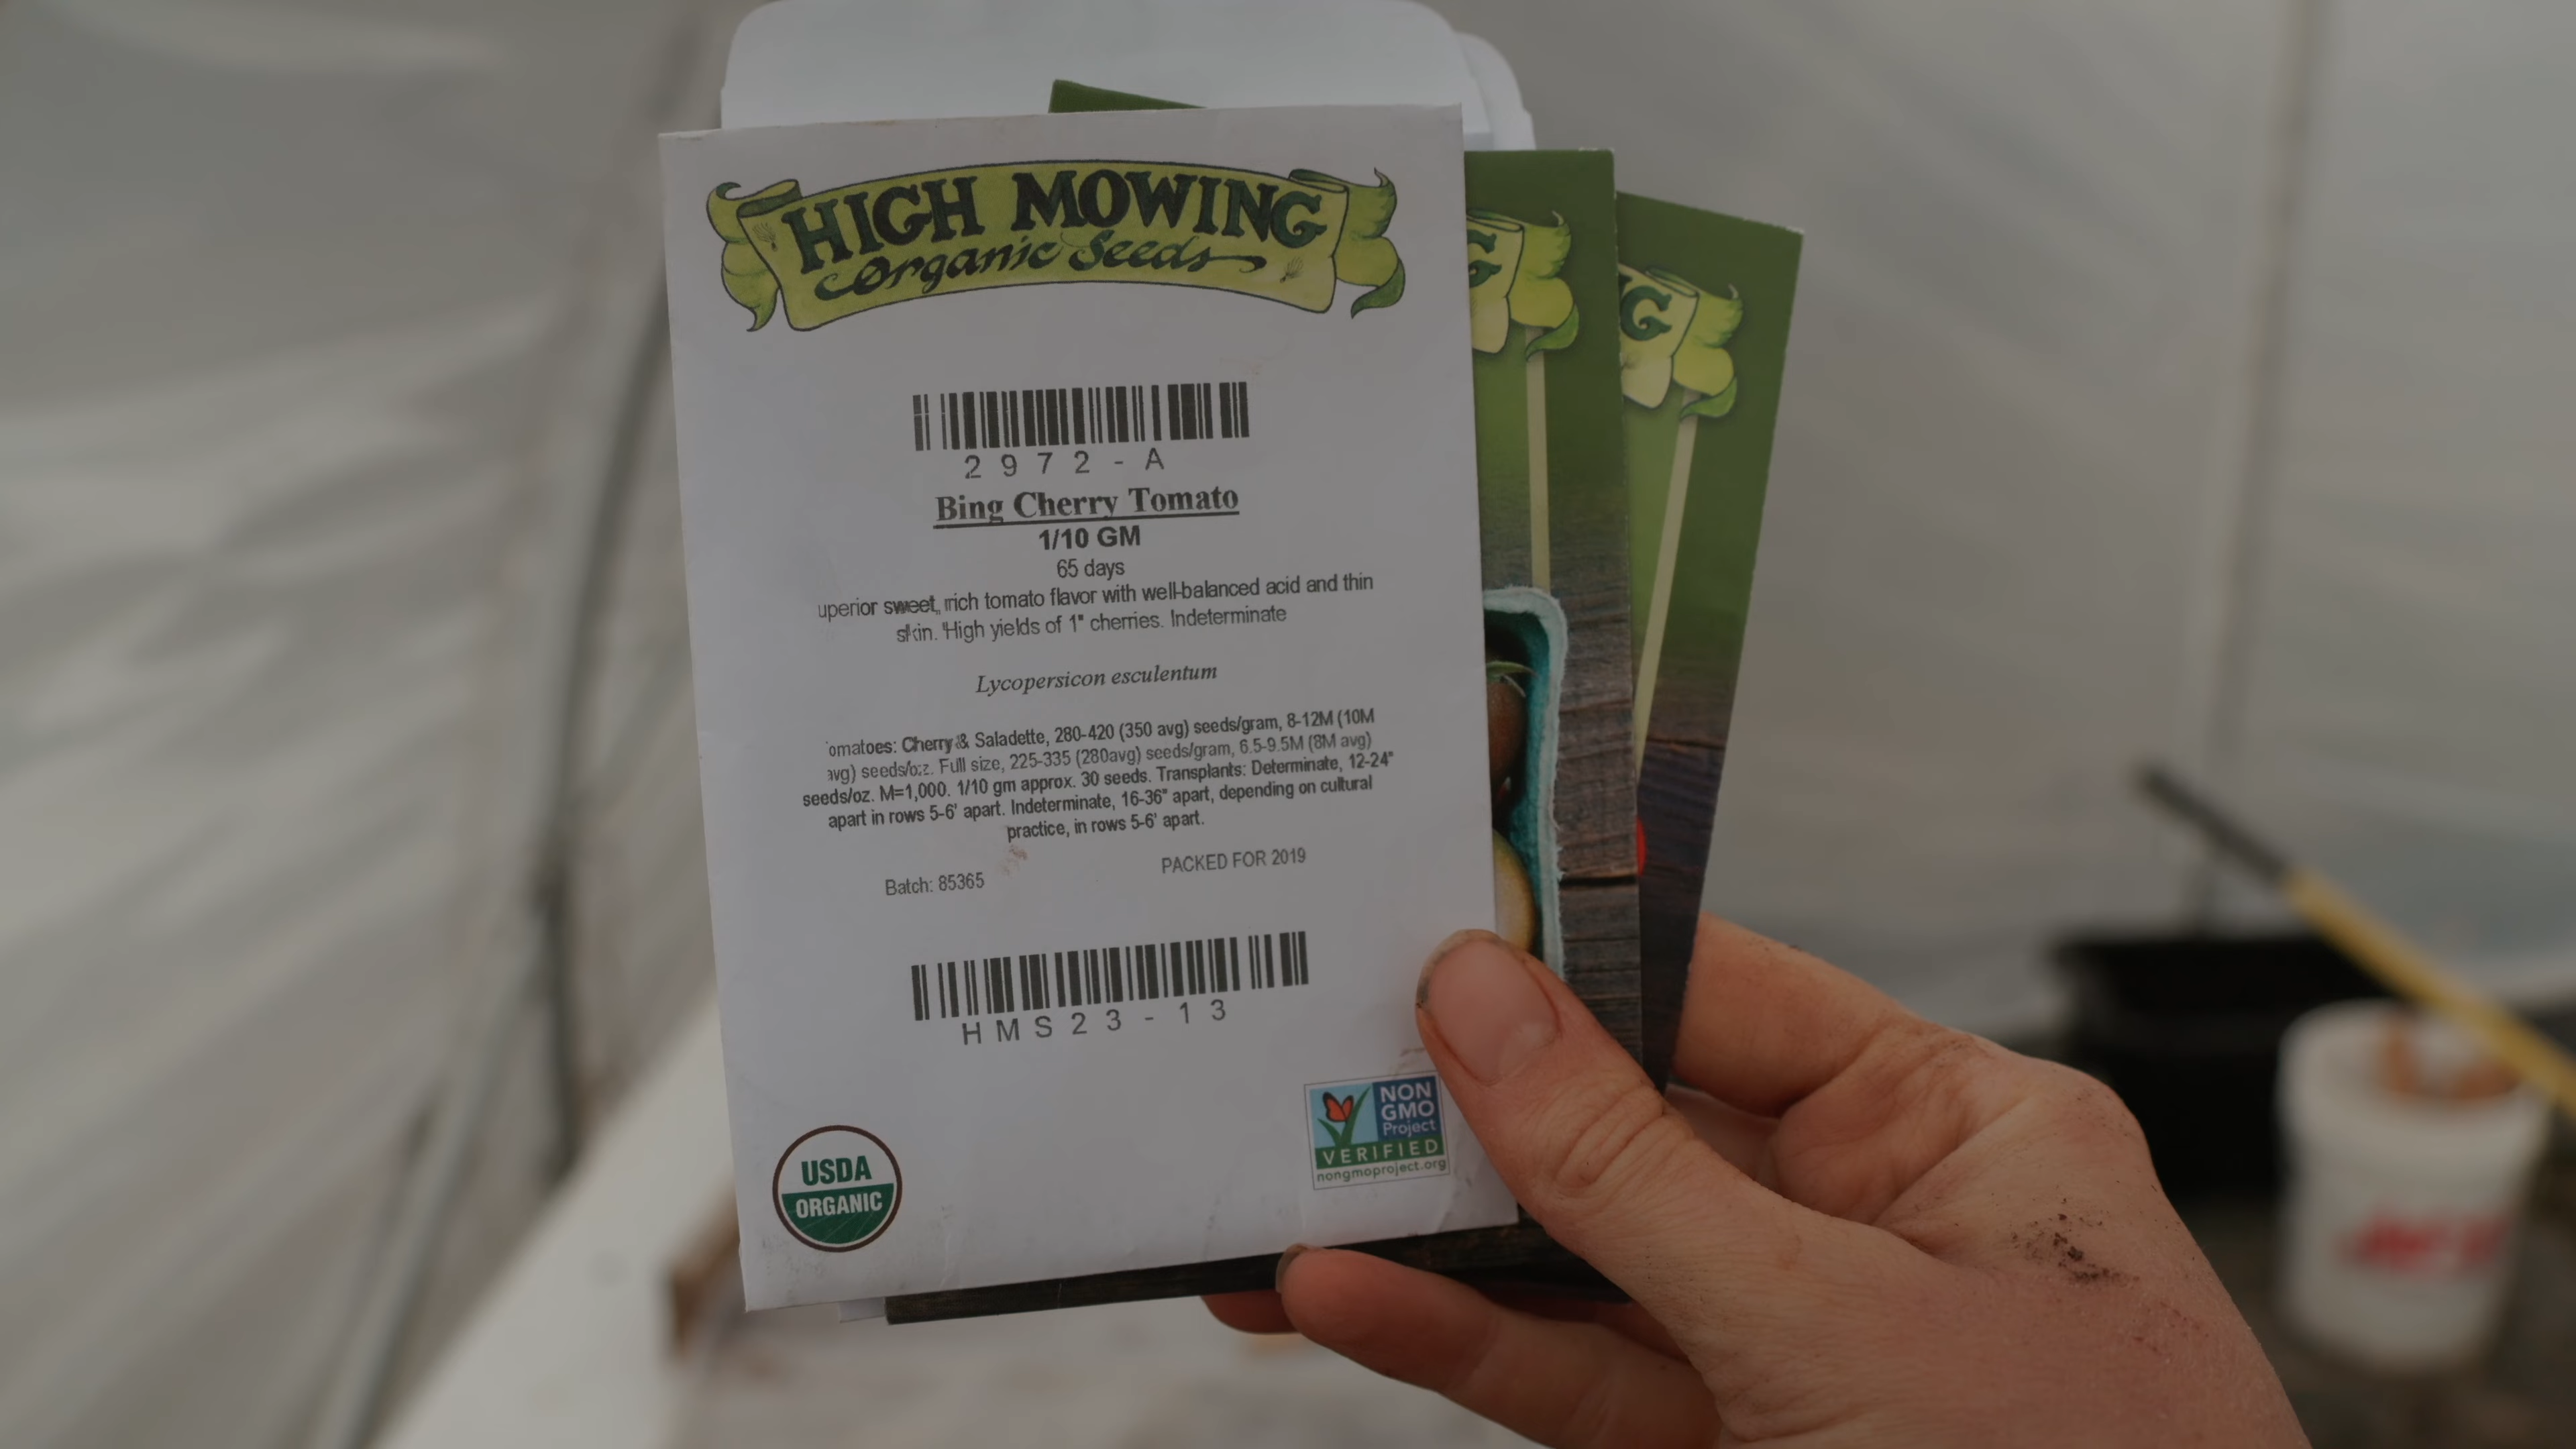 HIGH MOWING
Organic Seeds
G
G
2972-A
Bing Cherry Tomato
1/10 GM
65 days
uperior sweet, rich tomato flavor with well-balanced acid and thin
skin. High yields of 1" cherries. Indeterminate
Lycopersicon esculentum
omatoes: Cherry & Saladette, 280-420 (350 avg) seeds/gram, 8-12M (10M
avg) seeds/oz. Full size, 225-335 (280avg) seeds/gram, 6.5-9.5M (8M avg)
seeds/oz. M=1,000. 1/10 gm approx. 30 seeds. Transplants: Determinate, 12-24"
apart in rows 5-6' apart. Indeterminate, 16-36" apart, depending on cultural
practice, in rows 5-6' apart.
Batch: 85365
PACKED FOR 2019
HMS23-13
USDA
ORGANIC
NON
GMO
Project
VERIFIED
nongmoproject.org